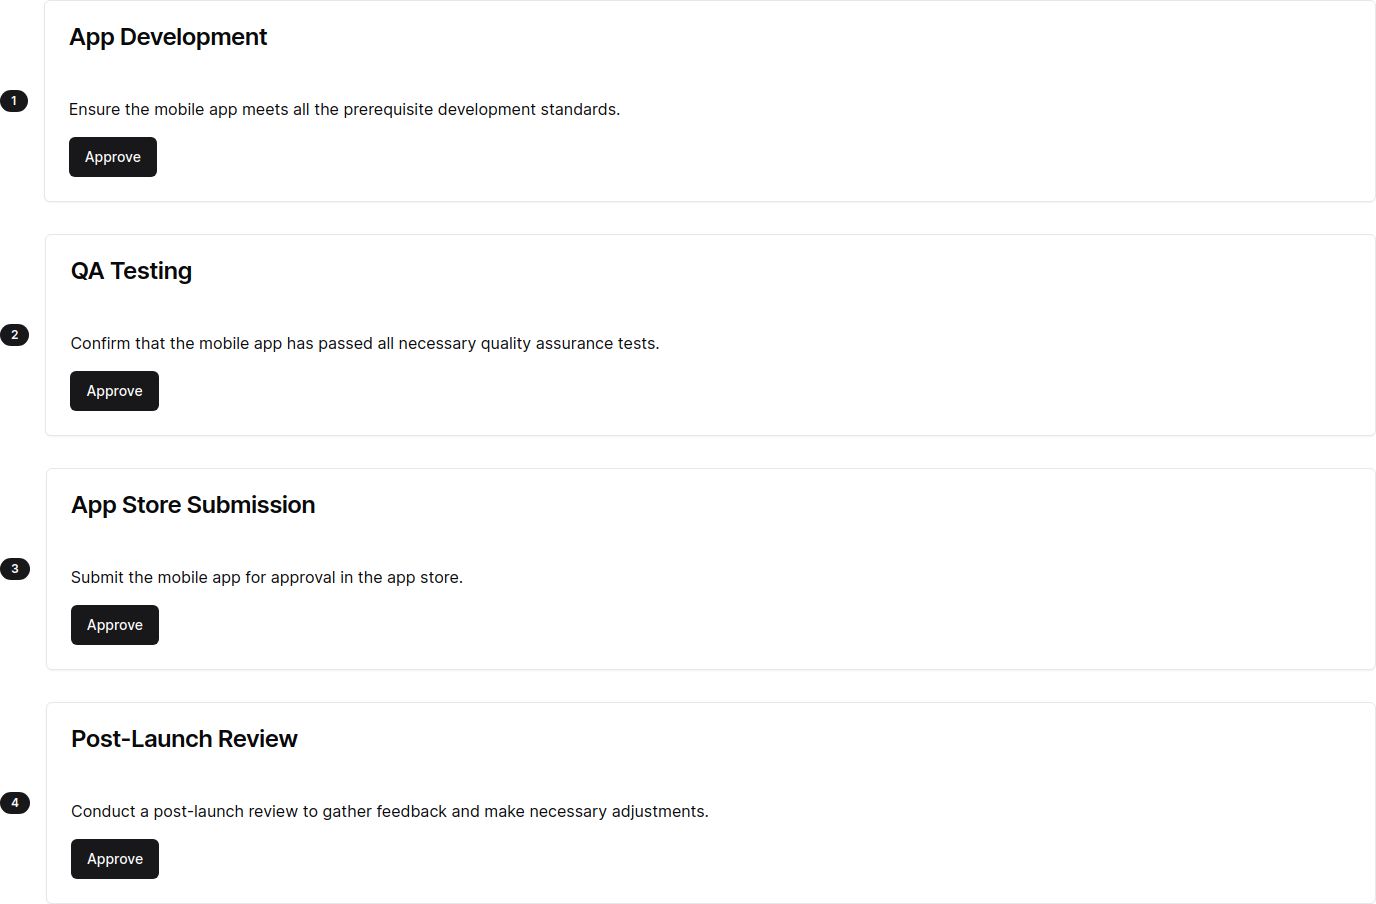 App Development
1
Ensure the mobile app meets all the prerequisite development standards.
Approve
QA Testing
2
Confirm that the mobile app has passed all necessary quality assurance tests.
Approve
App Store Submission
3
Submit the mobile app for approval in the app store.
Approve
Post-Launch Review
4
Conduct a post-launch review to gather feedback and make necessary adjustments.
Approve